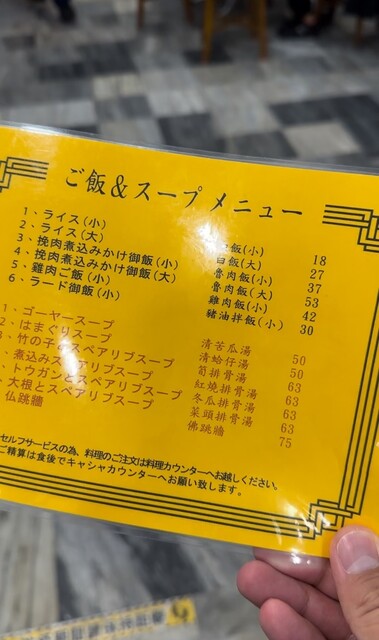 ご飯＆スープ メニュー
1、ライス(小) 白飯(小) 18
2、ライス(大) 白飯(大) 27
3、挽肉煮込みかけ御飯(小) 魯肉飯(小) 37
4、挽肉煮込みかけ御飯(大) 魯肉飯(大) 53
5、雞肉ご飯(小) 雞肉飯(小) 42
6、ラード御飯(小) 豬油拌飯(小) 30
1、ゴーヤースープ 清苦瓜湯 50
2、はまぐりスープ 清蛤仔湯 50
3、竹の子とスペアリブスープ 筍排骨湯 63
、煮込みスペアリブスープ 紅燒排骨湯 63
、トウガンとスペアリブスープ 冬瓜排骨湯 63
、大根とスペアリブスープ 菜頭排骨湯 63
仏跳牆 佛跳牆 75
セルフサービスの為、料理のご注文は料理カウンターへお越しください。
ご精算は食後でキャシャカウンターへお願い致します。